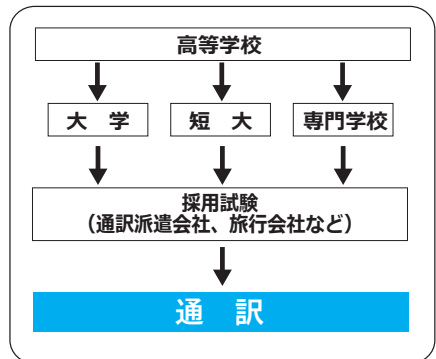 高等学校
大 学
短 大
専門学校
採用試験
（通訳派遣会社、旅行会社など）
通 訳